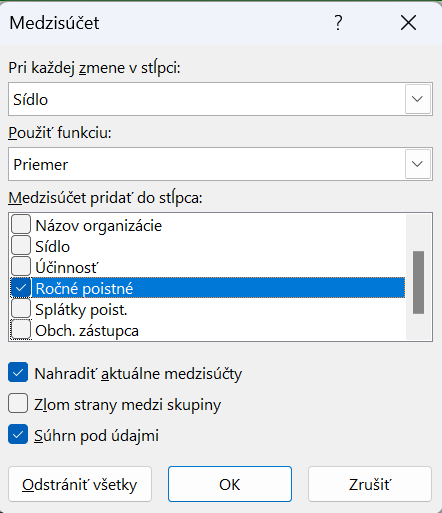 Medzisúčet
?
Pri každej zmene v stĺpci:
Sídlo
Použiť funkciu:
Priemer
Medzisúčet pridať do stĺpca:
Názov organizácie
Sídlo
Účinnosť
Ročné poistné
Splátky poist.
Obch. zástupca
Nahradiť aktuálne medzisúčty
Zlom strany medzi skupiny
Súhrn pod údajmi
Odstrániť všetky OK Zrušiť